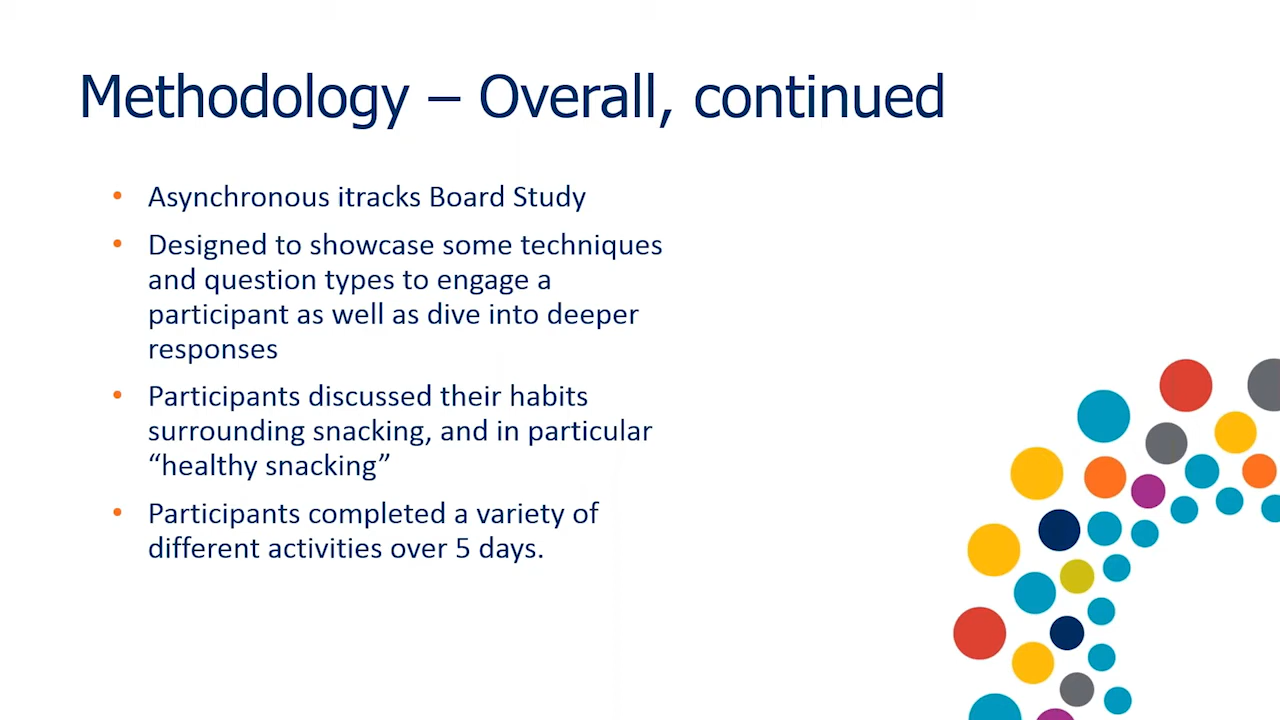 Methodology – Overall, continued
• Asynchronous itracks Board Study
• Designed to showcase some techniques
and question types to engage a
participant as well as dive into deeper
responses
• Participants discussed their habits
surrounding snacking, and in particular
“healthy snacking”
• Participants completed a variety of
different activities over 5 days.